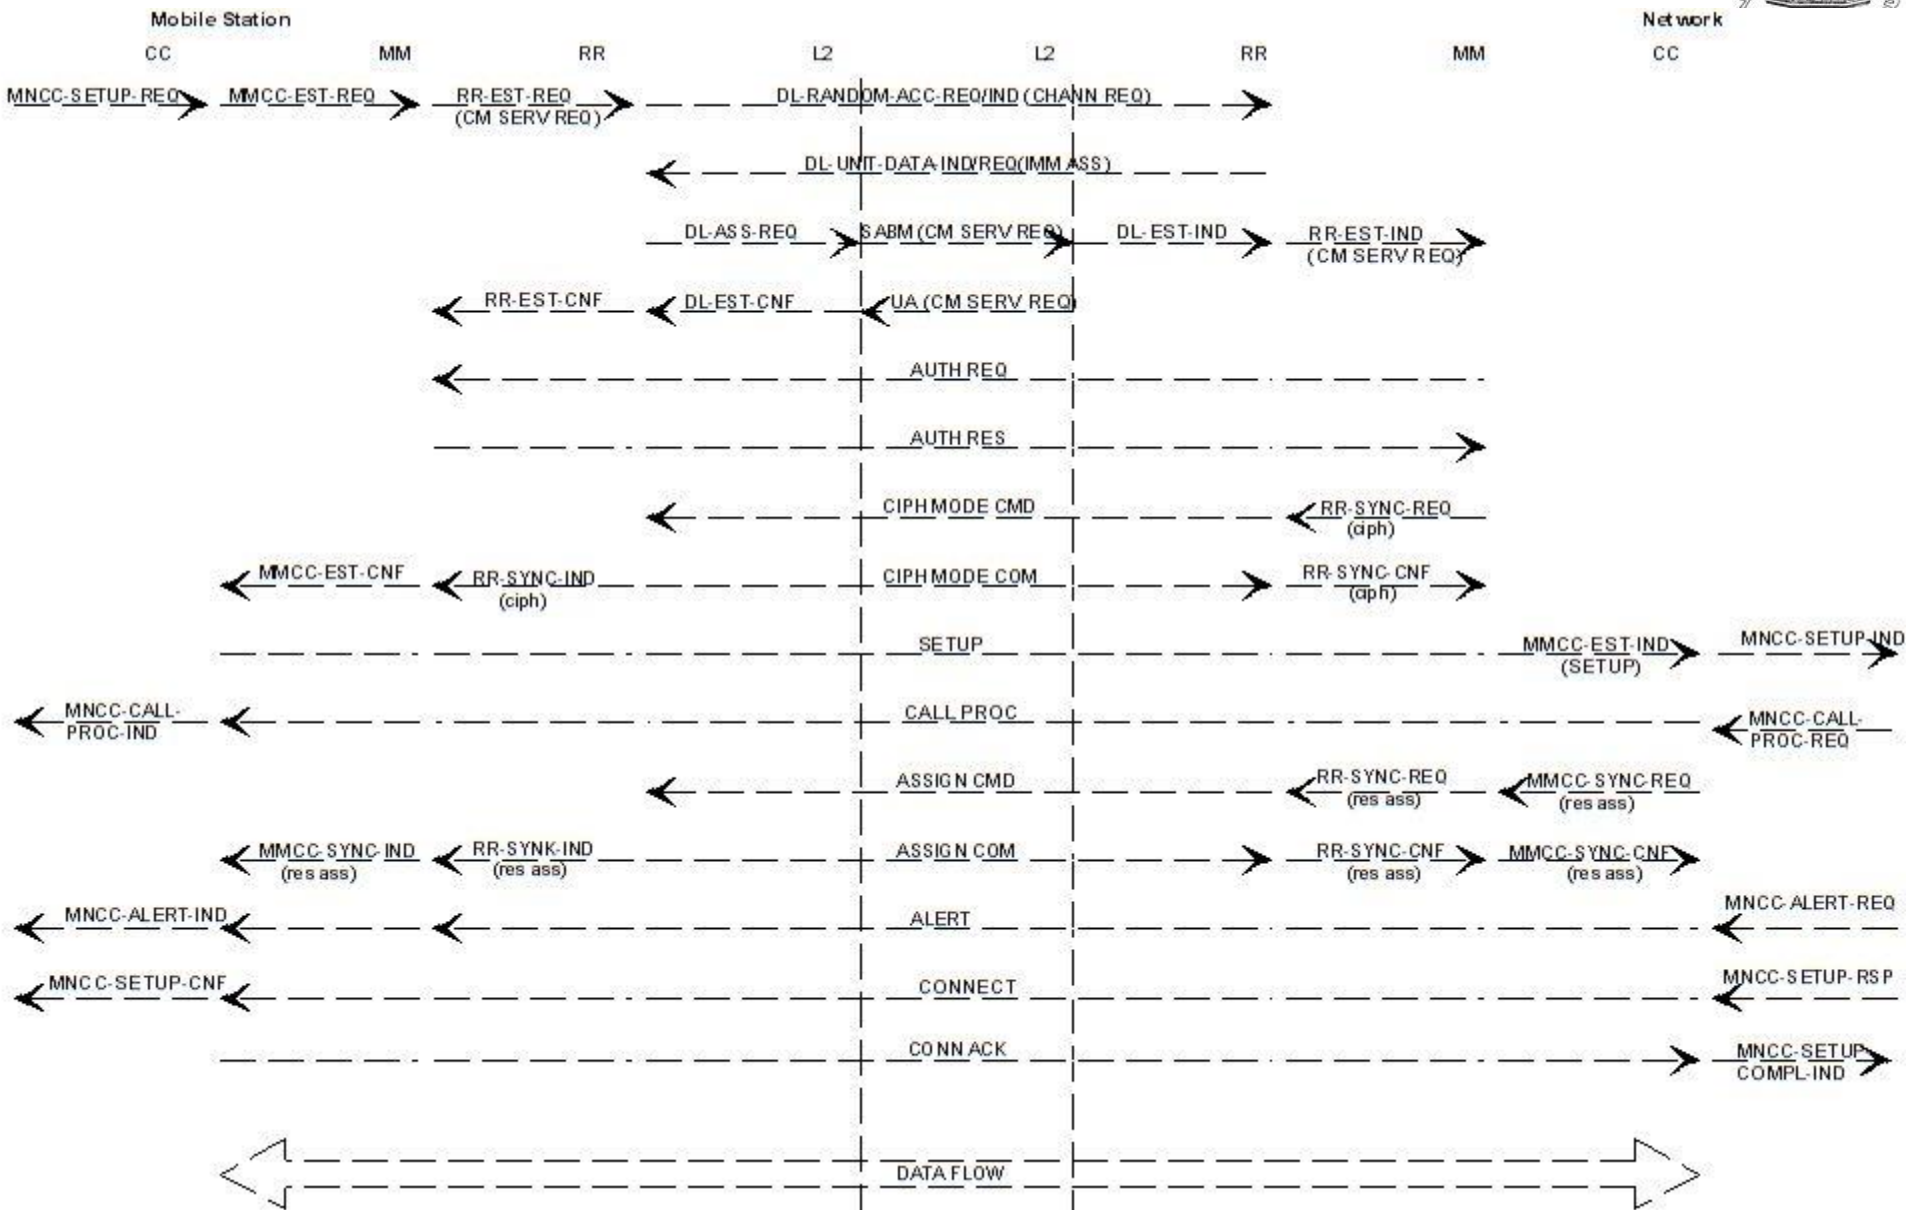 Mobile Station Network
CC MM RR L2 L2 RR MM CC
MNCC-SETUP-REQ MMCC-EST-REQ RR-EST-REQ DL-RANDOM-ACC-REQ/IND (CHANN REQ)
(CM SERV REQ)
DL-UNIT-DATA-IND/REQ(IMM ASS)
DL-ASS-REQ SABM (CM SERV REQ) DL-EST-IND RR-EST-IND
(CM SERV REQ)
RR-EST-CNF DL-EST-CNF UA (CM SERV REQ)
AUTH REQ
AUTH RES
CIPH MODE CMD RR-SYNC-REQ
(ciph)
MMCC-EST-CNF RR-SYNC-IND CIPH MODE COM RR-SYNC-CNF
(ciph) (ciph)
SETUP MMCC-EST-IND MNCC-SETUP-IND
(SETUP)
MNCC-CALL- CALL PROC MNCC-CALL-
PROC-IND PROC-REQ
ASSIGN CMD RR-SYNC-REQ MMCC-SYNC-REQ
(res ass) (res ass)
MMCC-SYNC-IND RR-SYNK-IND ASSIGN COM RR-SYNC-CNF MMCC-SYNC-CNF
(res ass) (res ass) (res ass) (res ass)
MNCC-ALERT-IND ALERT MNCC-ALERT-REQ
MNCC-SETUP-CNF CONNECT MNCC-SETUP-RSP
CONN ACK MNCC-SETUP
COMPL-IND
DATA FLOW